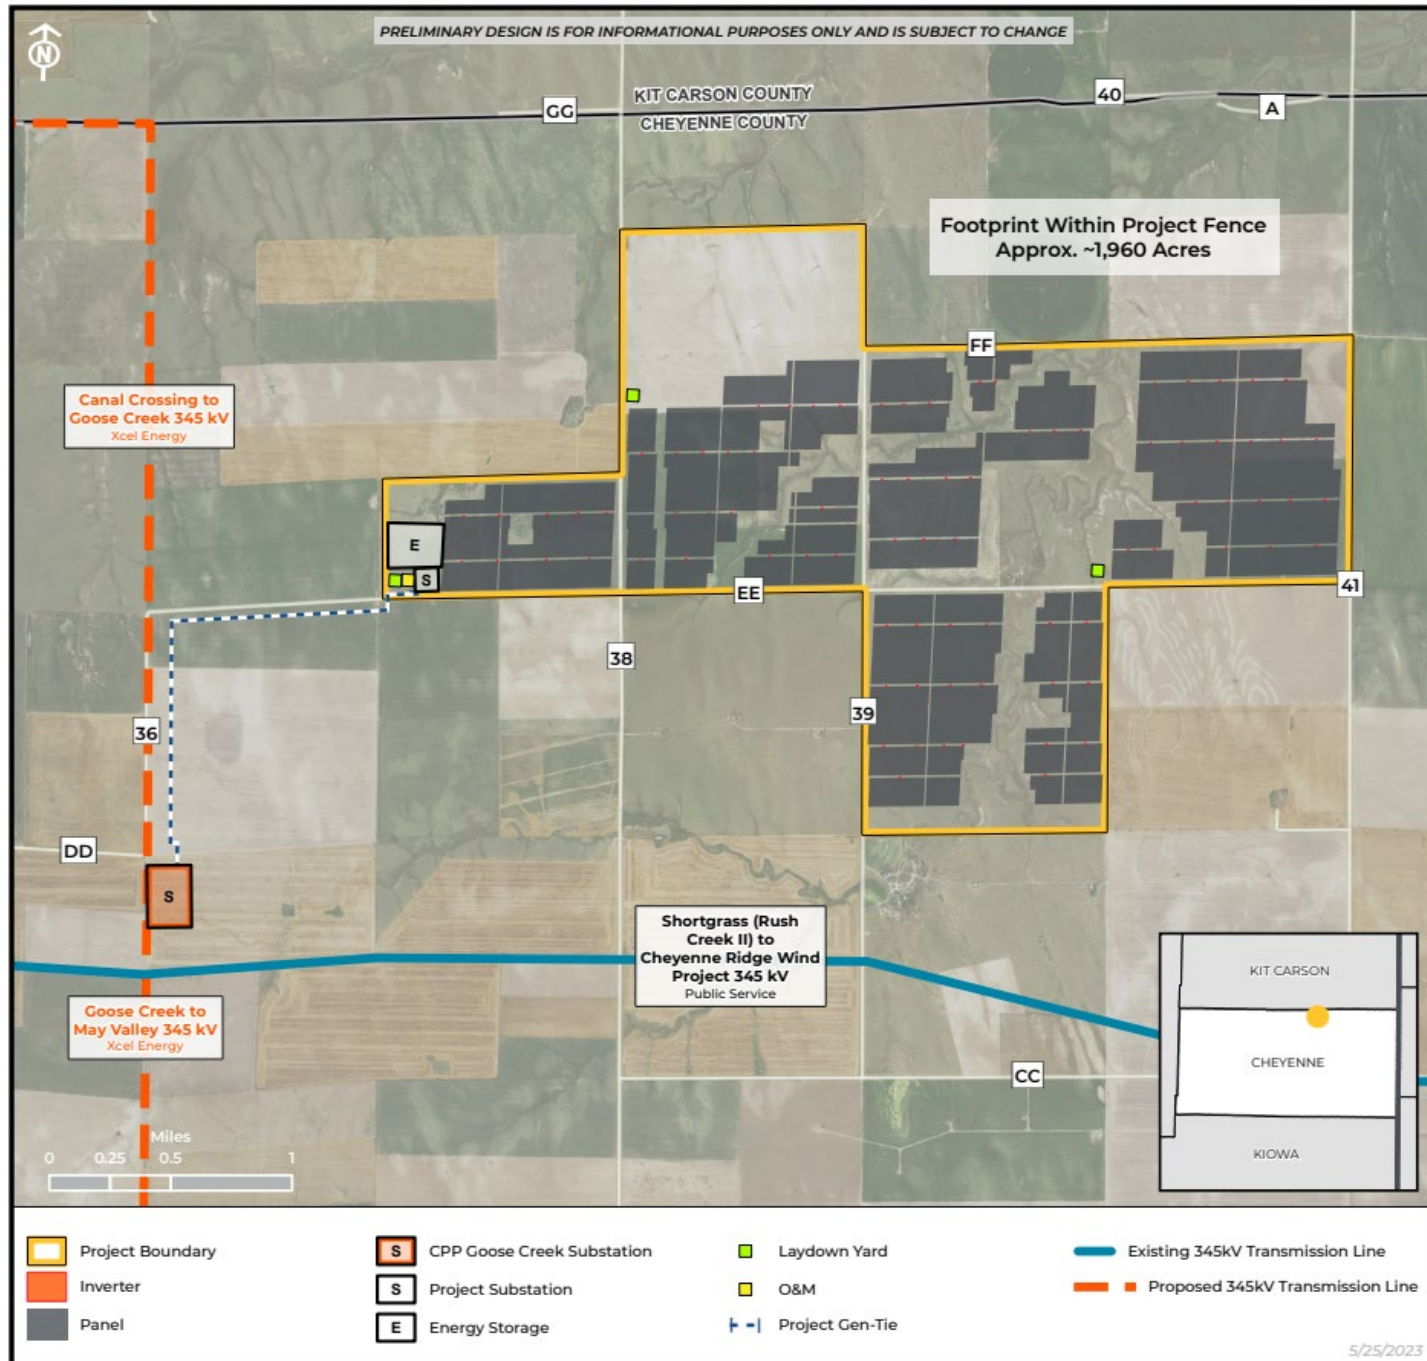 PRELIMINARY DESIGN IS FOR INFORMATIONAL PURPOSES ONLY AND IS SUBJECT TO CHANGE
N
KIT CARSON COUNTY
40
GG
A
CHEYENNE COUNTY
Footprint Within Project Fence
Approx. ~1,960 Acres
FF
Canal Crossing to
Goose Creek 345 kV
Xcel Energy
E
S
EE
41
38
39
36
DD
S
Shortgrass (Rush
Creek II) to
Cheyenne Ridge Wind
Project 345 kV
Public Service
Goose Creek to
May Valley 345 kV
Xcel Energy
CC
KIT CARSON
CHEYENNE
KIOWA
Miles
0 0.25 0.5 1
Project Boundary
Inverter
Panel
S CPP Goose Creek Substation
S Project Substation
E Energy Storage
Laydown Yard
O&M
Project Gen-Tie
Existing 345kV Transmission Line
Proposed 345kV Transmission Line
5/25/2023